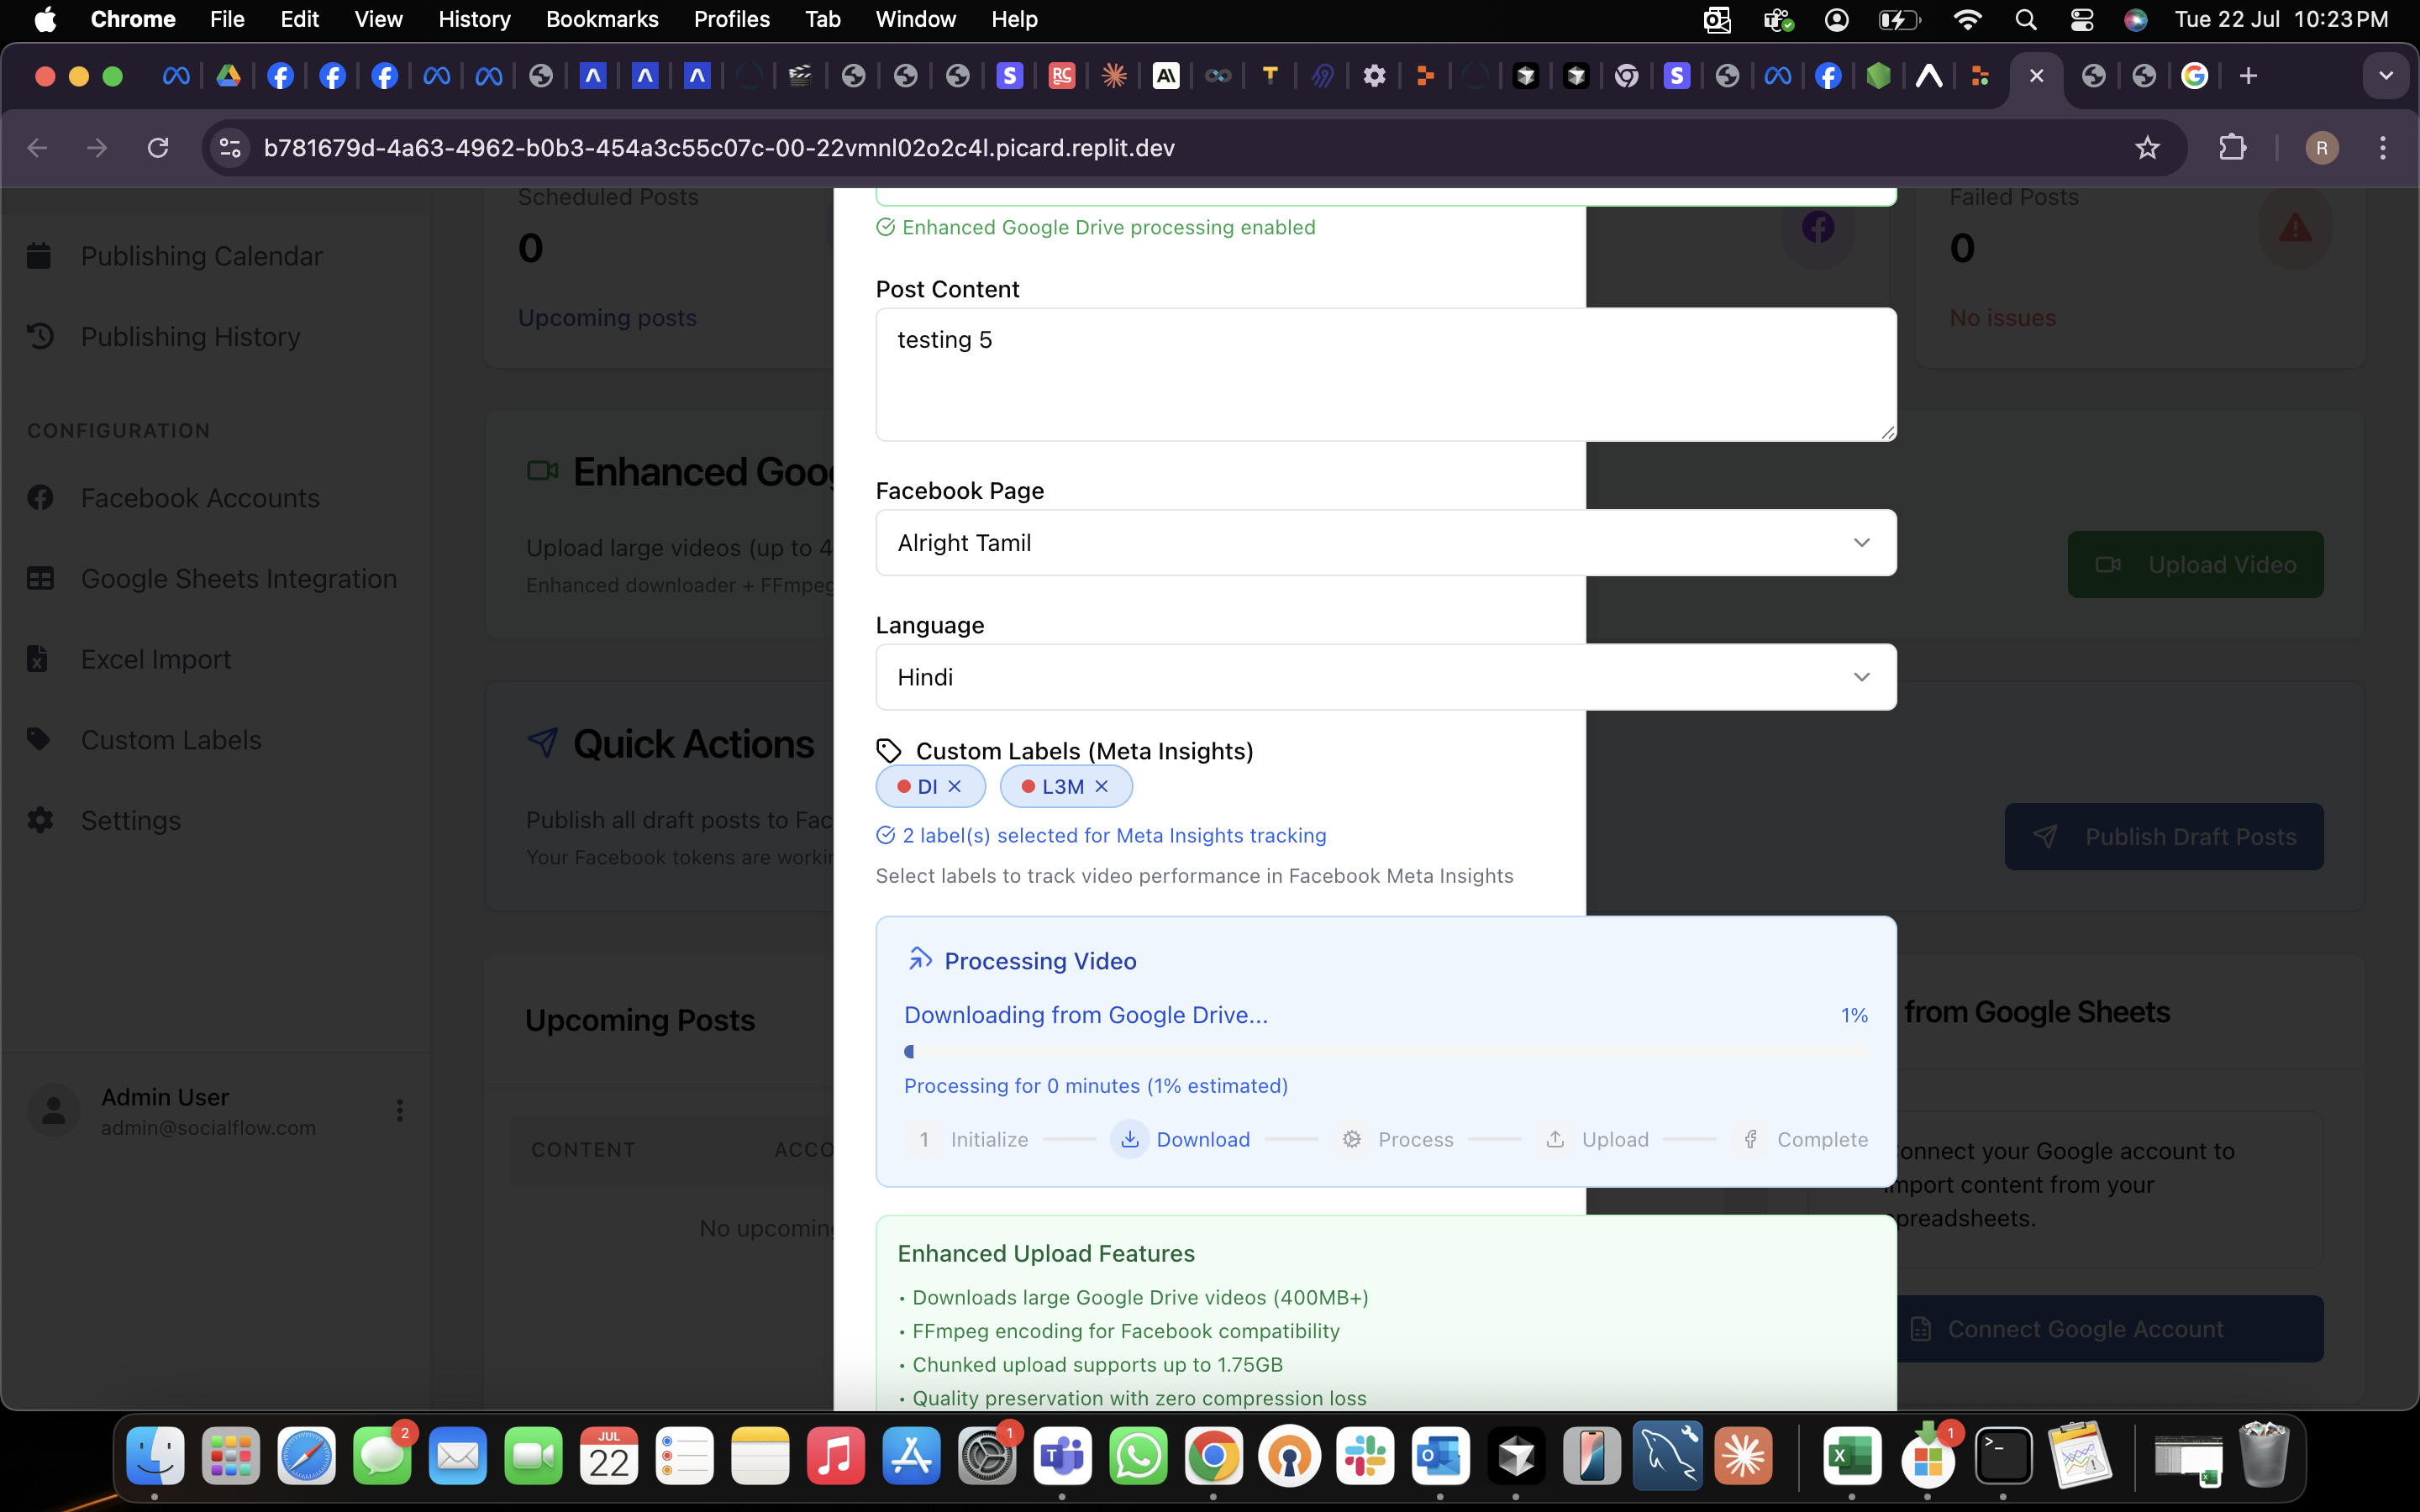 Chrome File Edit View History Bookmarks Profiles Tab Window Help
Tue 22 Jul 10:23 PM
b781679d-4a63-4962-b0b3-454a3c55c07c-00-22vmnl02o2c4l.picard.replit.dev
R
Publishing Calendar
Publishing History
CONFIGURATION
Facebook Accounts
Google Sheets Integration
Excel Import
Custom Labels
Settings
Admin User
admin@socialflow.com
Scheduled Posts
0
Upcoming posts
Failed Posts
0
No issues
Enhanced Goo
Upload large videos (up to 4
Enhanced downloader + FFmpeg
Upload Video
Quick Actions
Publish all draft posts to Fac
Your Facebook tokens are workin
Publish Draft Posts
Upcoming Posts
CONTENT
ACCO
No upcoming
from Google Sheets
onnect your Google account to
mport content from your
preadsheets.
Connect Google Account
Enhanced Google Drive processing enabled
Post Content
testing 5
Facebook Page
Alright Tamil
Language
Hindi
Custom Labels (Meta Insights)
DI
L3M
2 label(s) selected for Meta Insights tracking
Select labels to track video performance in Facebook Meta Insights
Processing Video
Downloading from Google Drive...
1%
Processing for 0 minutes (1% estimated)
1 Initialize
Download
Process
Upload
Complete
Enhanced Upload Features
• Downloads large Google Drive videos (400MB+)
• FFmpeg encoding for Facebook compatibility
• Chunked upload supports up to 1.75GB
• Quality preservation with zero compression loss
2
JUL
22
1
1